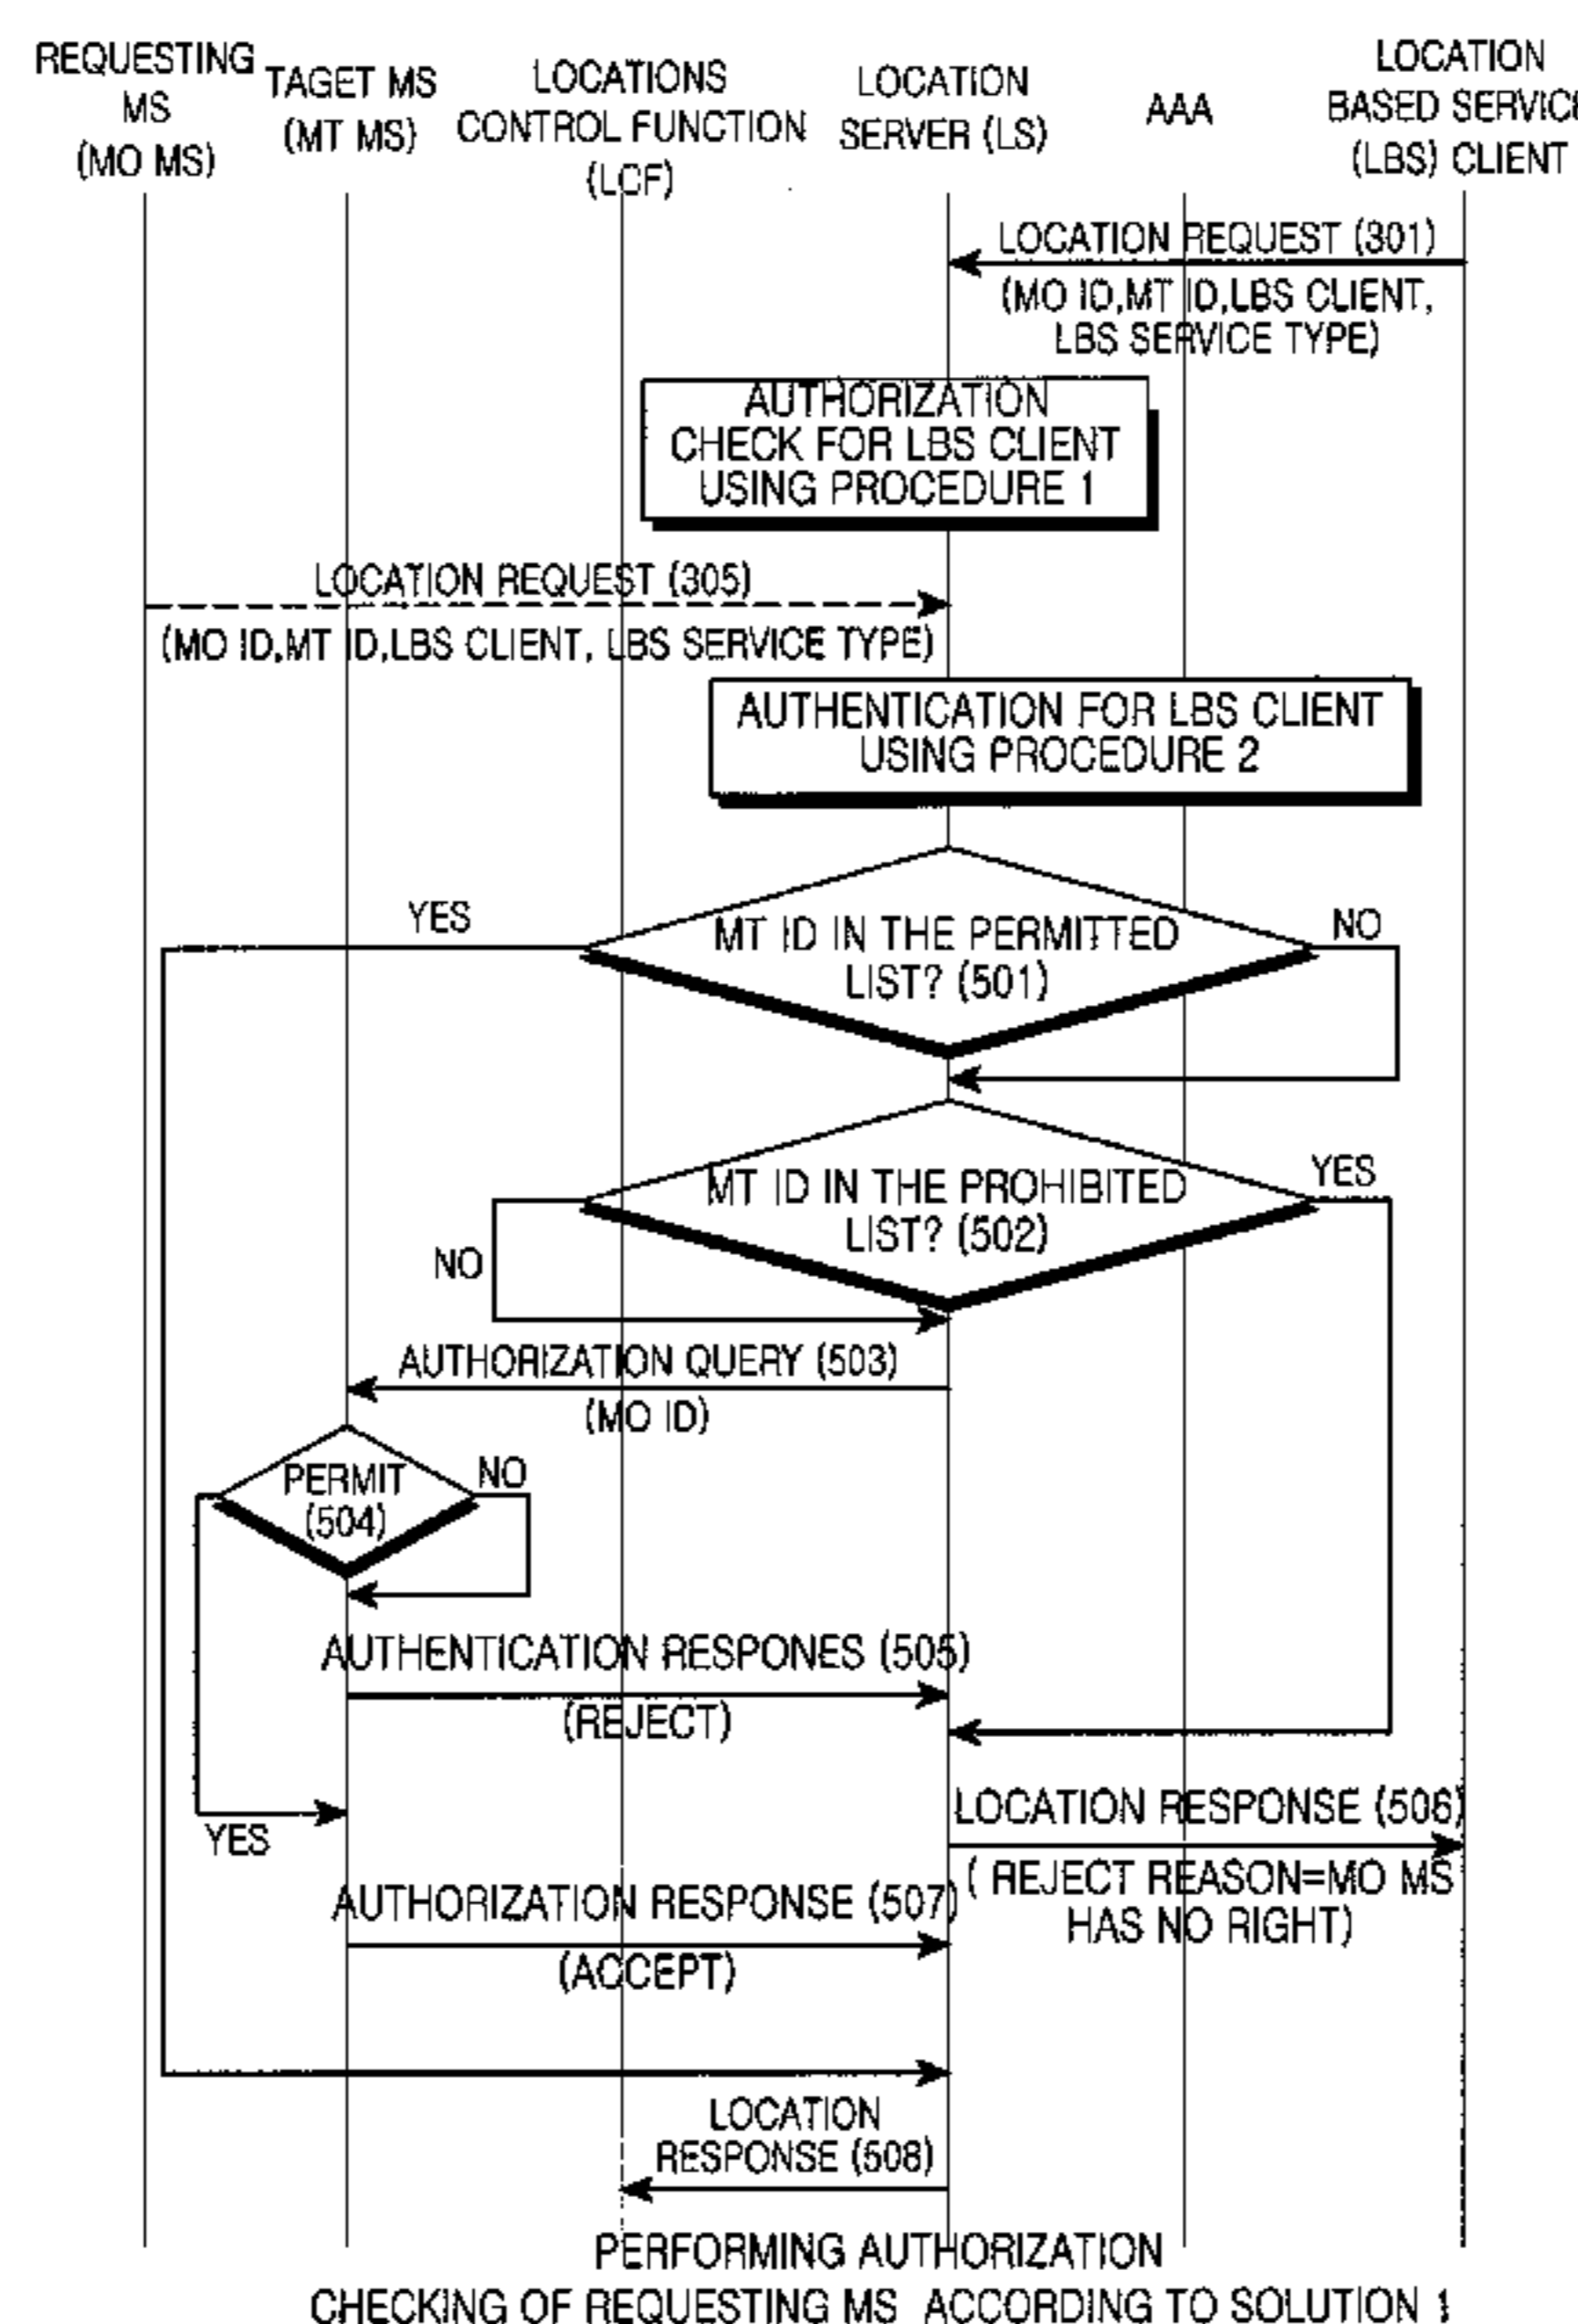 REQUESTING
MS
(MO MS)
TAGET MS
(MT MS)
LOCATIONS
CONTROL FUNCTION
(LCF)
LOCATION
SERVER (LS)
AAA
LOCATION
BASED SERVICE
(LBS) CLIENT
LOCATION REQUEST (301)
(MO ID,MT ID,LBS CLIENT,
LBS SERVICE TYPE)
AUTHORIZATION
CHECK FOR LBS CLIENT
USING PROCEDURE 1
LOCATION REQUEST (305)
(MO ID,MT ID,LBS CLIENT, LBS SERVICE TYPE)
AUTHENTICATION FOR LBS CLIENT
USING PROCEDURE 2
YES
MT ID IN THE PERMITTED
LIST? (501)
NO
MT ID IN THE PROHIBITED
LIST? (502)
YES
NO
AUTHORIZATION QUERY (503)
(MO ID)
PERMIT
(504)
NO
AUTHENTICATION RESPONES (505)
(REJECT)
YES
LOCATION RESPONSE (506)
( REJECT REASON=MO MS
HAS NO RIGHT)
AUTHORIZATION RESPONSE (507)
(ACCEPT)
LOCATION
RESPONSE (508)
PERFORMING AUTHORIZATION
CHECKING OF REQUESTING MS ACCORDING TO SOLUTION 1